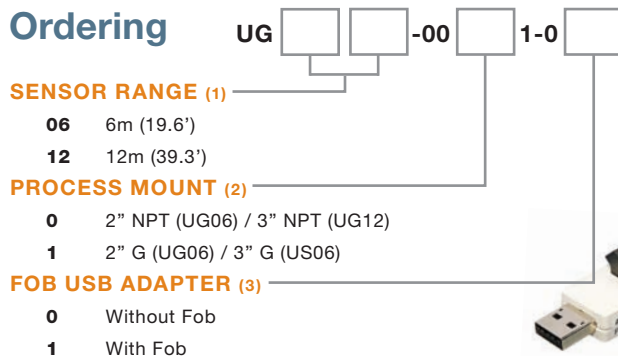 Ordering UG -00 1-0
SENSOR RANGE (1)
06 6m (19.6’)
12 12m (39.3’)
PROCESS MOUNT (2)
0 2” NPT (UG06) / 3” NPT (UG12)
1 2” G (UG06) / 3” G (US06)
FOB USB ADAPTER (3)
0 Without Fob
1 With Fob